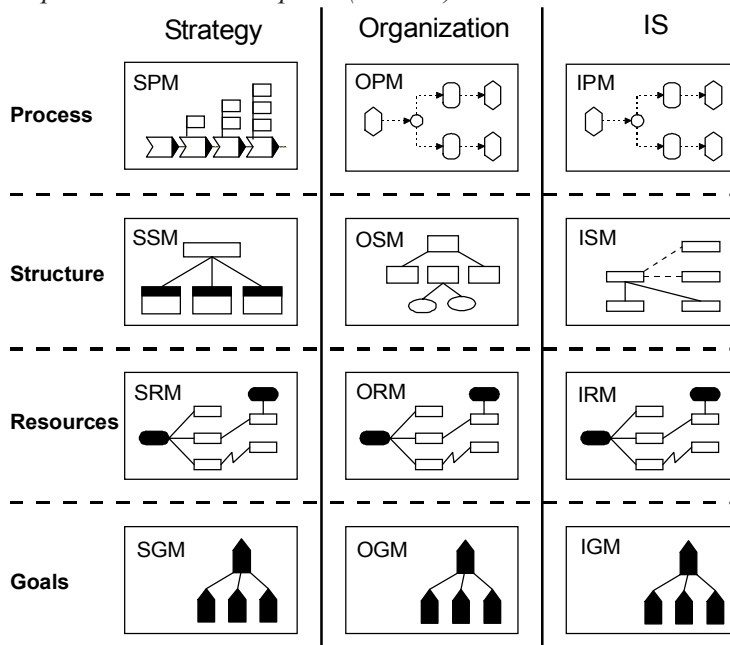 Strategy Organization IS
Process SPM OPM IPM
Structure SSM OSM ISM
Resources SRM ORM IRM
Goals SGM OGM IGM